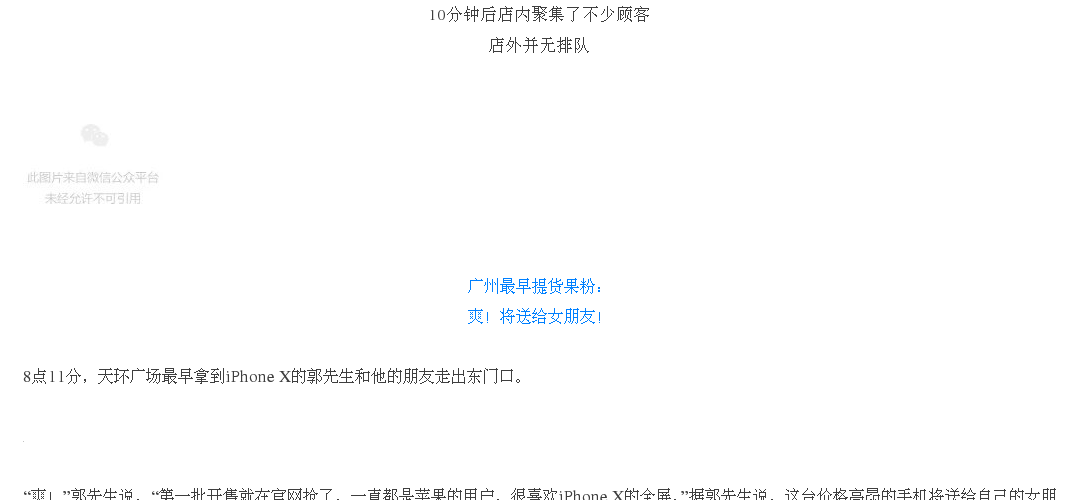 10分钟后店内聚集了不少顾客
店外并无排队
此图片来自微信公众平台
未经允许不可引用
广州最早提货果粉：
爽！将送给女朋友！
8点11分，天环广场最早拿到iPhone X的郭先生和他的朋友走出东门口。
“爽！”郭先生说，“第一批开售就在官网抢了，一直都是苹果的用户，很喜欢iPhone X的全屏。”据郭先生说，这台价格高昂的手机将送给自己的女朋